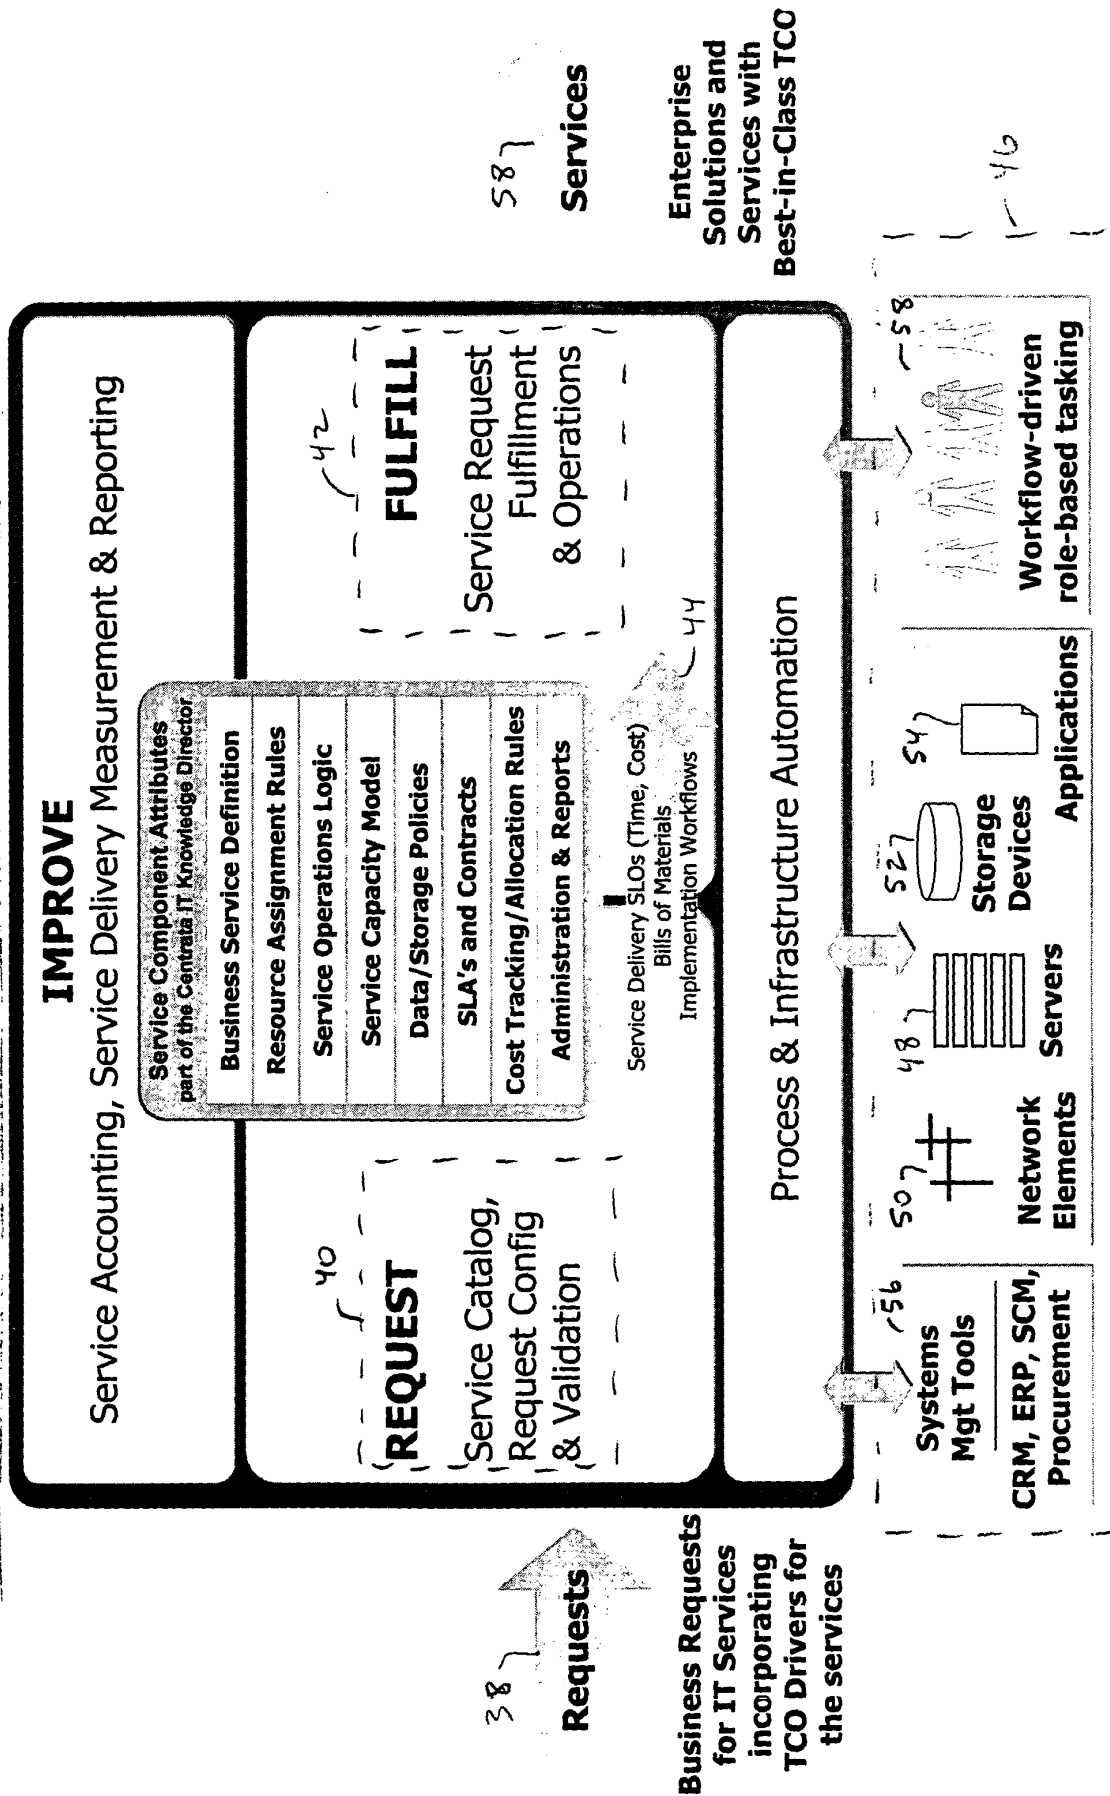 IMPROVE
Service Accounting, Service Delivery Measurement & Reporting
Service Component Attributes
part of the Centrata IT Knowledge Director
Business Service Definition
Resource Assignment Rules
Service Operations Logic
Service Capacity Model
Data/Storage Policies
SLA's and Contracts
Cost Tracking/Allocation Rules
Administration & Reports
38
Requests
Business Requests
for IT Services
incorporating
TCO Drivers for
the services
40
REQUEST
Service Catalog,
Request Config
& Validation
Service Delivery SLOs (Time, Cost)
Bills of Materials
Implementation Workflows
44
42
FULFILL
Service Request
Fulfillment
& Operations
58
Services
Enterprise
Solutions and
Services with
Best-in-Class TCO
Process & Infrastructure Automation
56
Systems
Mgt Tools
CRM, ERP, SCM,
Procurement
50
Network
Elements
48
Servers
52
Storage
Devices
54
Applications
58
Workflow-driven
role-based tasking
46